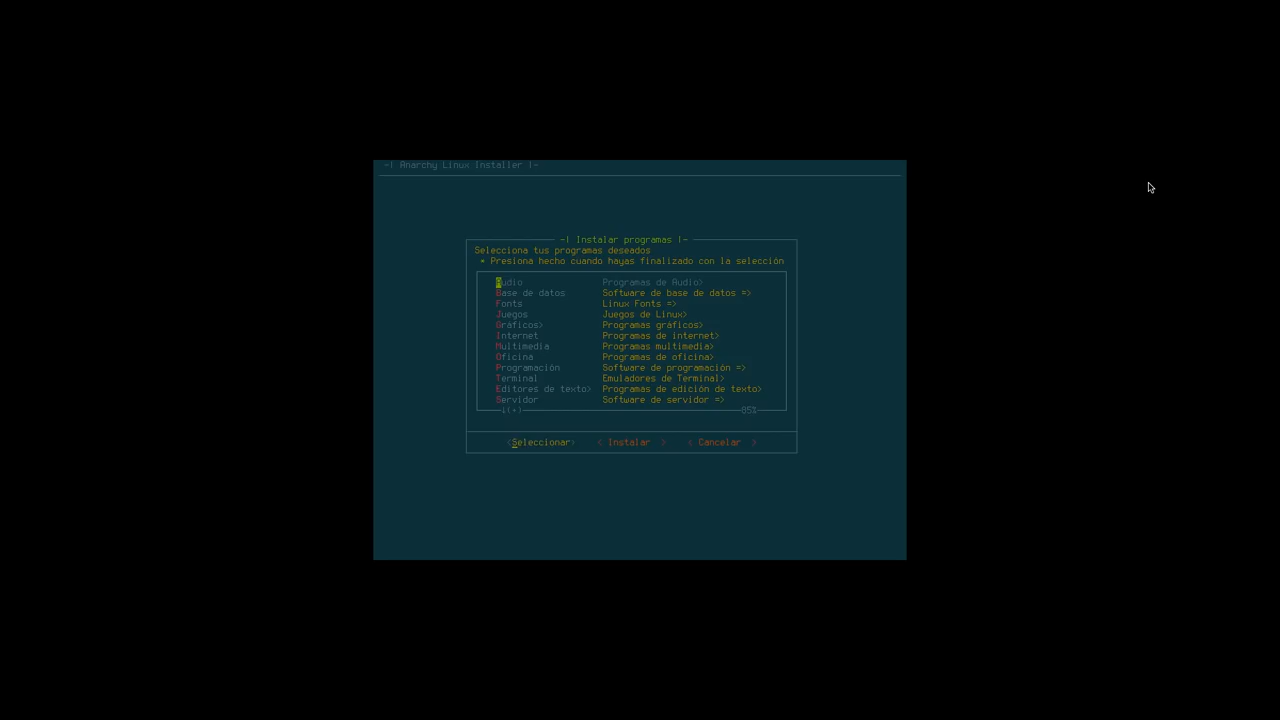 -| Anarchy Linux Installer |-
-| Instalar programas |-
Selecciona tus programas deseados
* Presiona hecho cuando hayas finalizado con la selección
Audio Programas de Audio>
Base de datos Software de base de datos =>
Fonts Linux Fonts =>
Juegos Juegos de Linux>
Gráficos> Programas gráficos>
Internet Programas de internet>
Multimedia Programas multimedia>
Oficina Programas de oficina>
Programación Software de programación =>
Terminal Emuladores de Terminal>
Editores de texto> Programas de edición de texto>
Servidor Software de servidor =>
↓(+) 85%
<Seleccionar> < Instalar > < Cancelar >